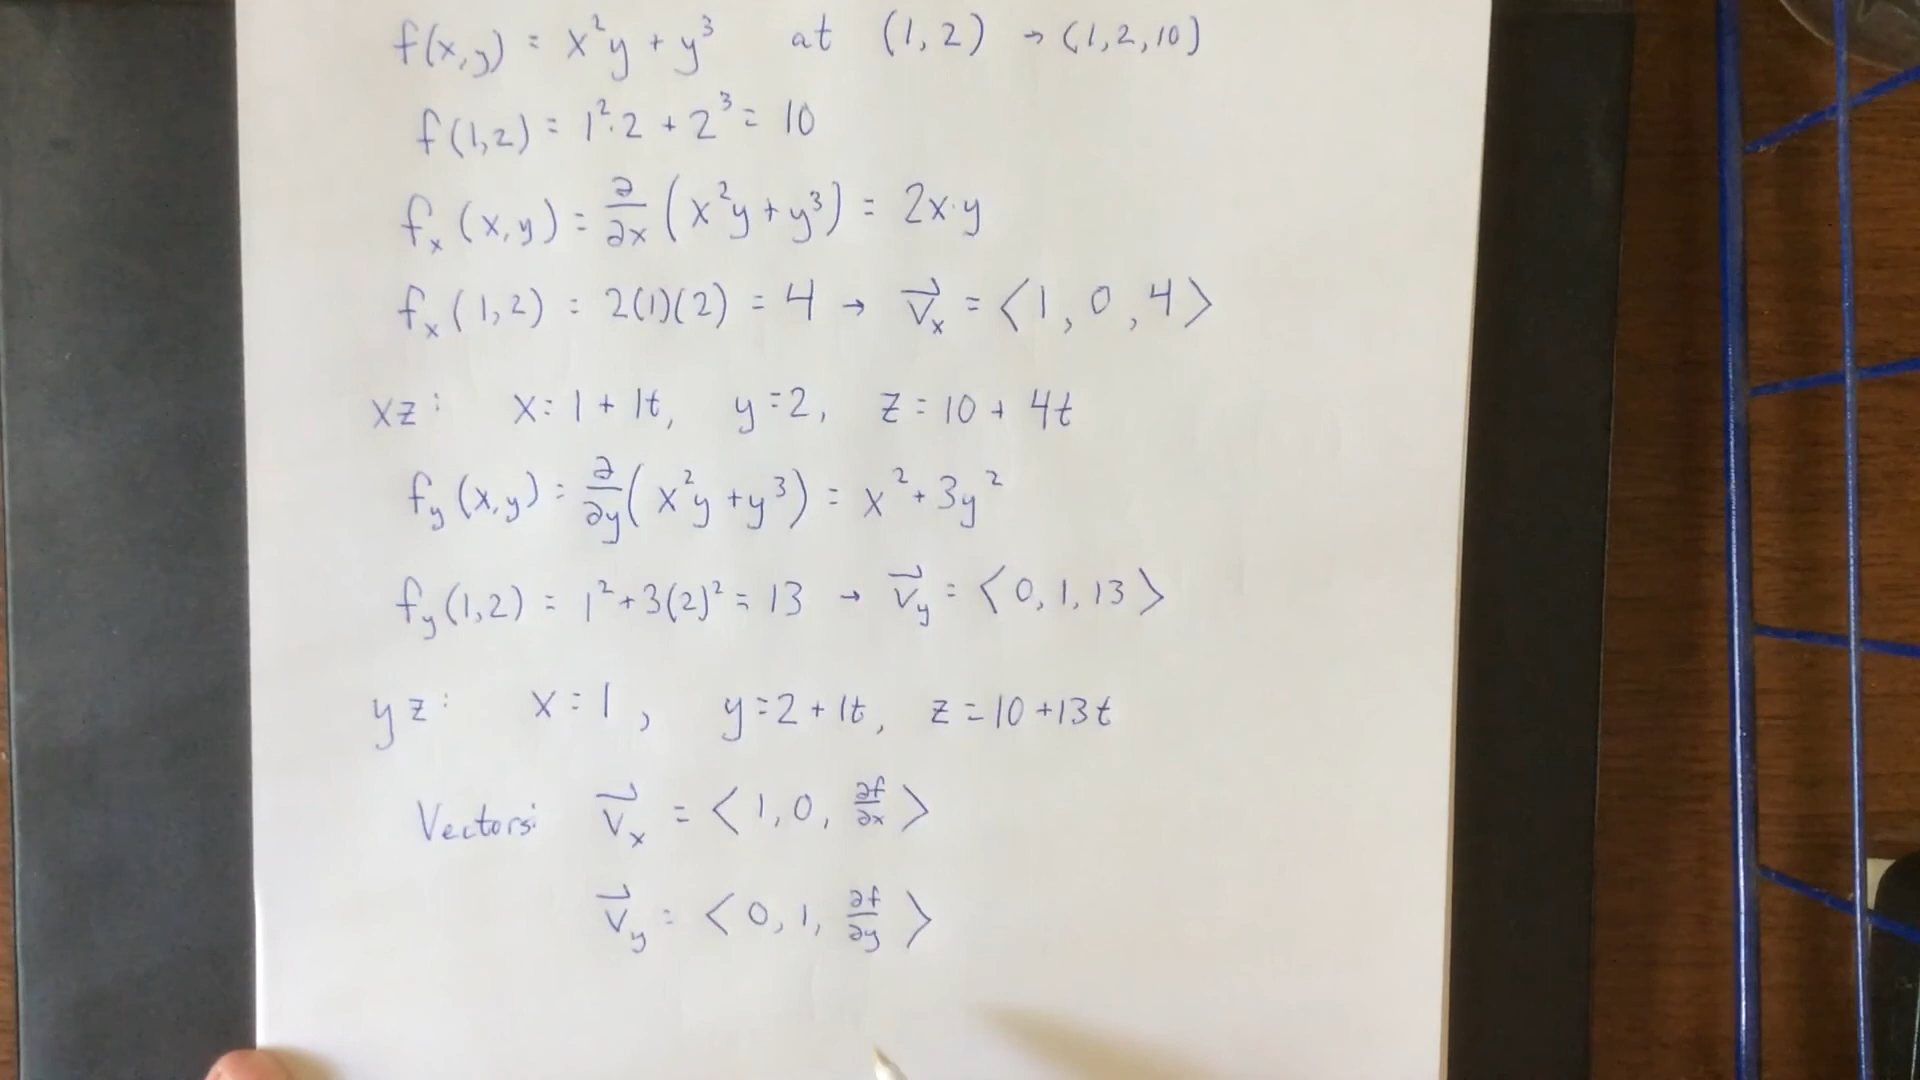 f(x,y) = x²y + y³ at (1,2) → (1,2,10)
f(1,2) = 1²·2 + 2³ = 10
fₓ(x,y) = ∂/∂x (x²y + y³) = 2x·y
fₓ(1,2) = 2(1)(2) = 4 → v⃗ₓ = ⟨1, 0, 4⟩
xz: x = 1 + 1t, y = 2, z = 10 + 4t
f_y(x,y) = ∂/∂y (x²y + y³) = x² + 3y²
f_y(1,2) = 1² + 3(2)² = 13 → v⃗_y = ⟨0, 1, 13⟩
yz: x = 1, y = 2 + 1t, z = 10 + 13t
Vectors: v⃗ₓ = ⟨1, 0, ∂f/∂x⟩
v⃗_y = ⟨0, 1, ∂f/∂y⟩